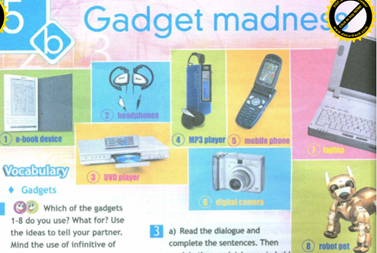 5
b
Gadget madness
1 e-book device
2 headphones
3 DVD player
4 MP3 player
5 mobile phone
6 digital camera
7 laptop
8 robot pet
Vocabulary
♦ Gadgets
Which of the gadgets
1-8 do you use? What for? Use
the ideas to tell your partner.
Mind the use of infinitive of
3 a) Read the dialogue and
complete the sentences. Then